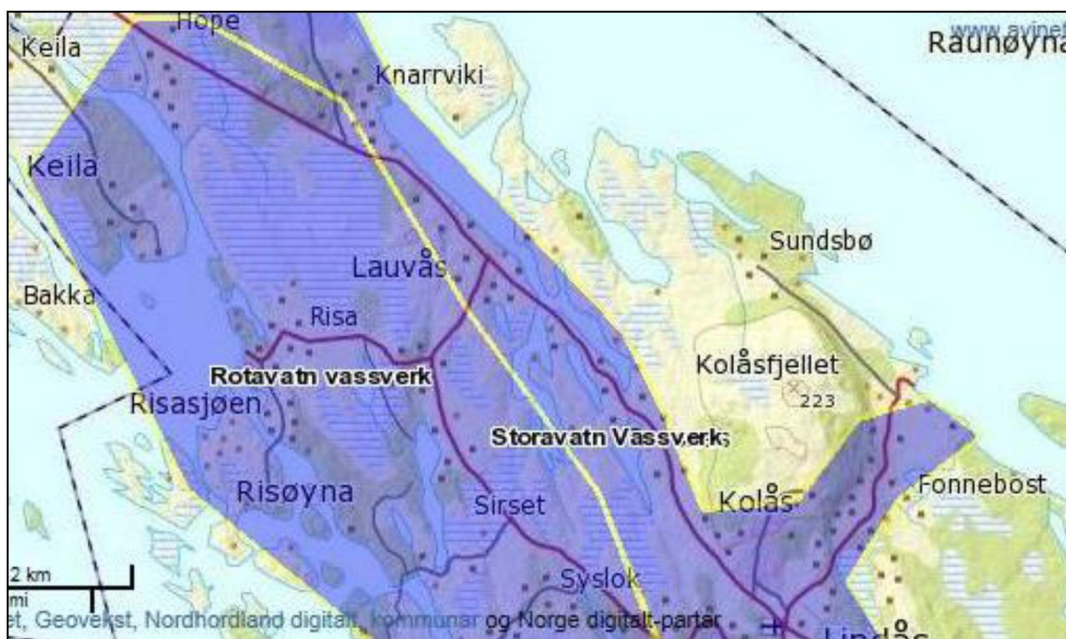 Hope
www.avinet
Raunøyna
Keila
Knarrviki
Keila
Sundsbø
Lauvås
Bakka
Risa
Kolåsfjellet
Rotavatn vassverk
223
Risasjøen
Storavatn Vassverk
Risøyna
Kolås
Fonnebost
Sirset
2 km
Syslok
mi
et, Geovekst, Nordhordland digitalt, kommunar og Norge digitalt-partar
Lindås